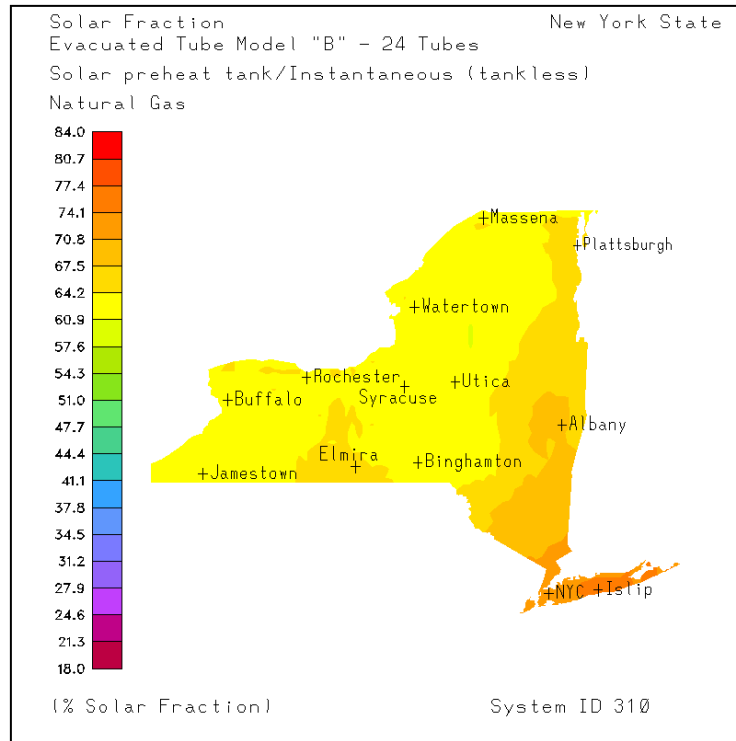 Solar Fraction New York State
Evacuated Tube Model "B" - 24 Tubes
Solar preheat tank/Instantaneous (tankless)
Natural Gas
84.0
80.7
77.4
74.1
70.8
67.5
64.2
60.9
57.6
54.3
51.0
47.7
44.4
41.1
37.8
34.5
31.2
27.9
24.6
21.3
18.0
Massena
Plattsburgh
Watertown
Rochester
Syracuse
Utica
Buffalo
Albany
Elmira
Binghamton
Jamestown
NYC
Islip
(% Solar Fraction) System ID 310